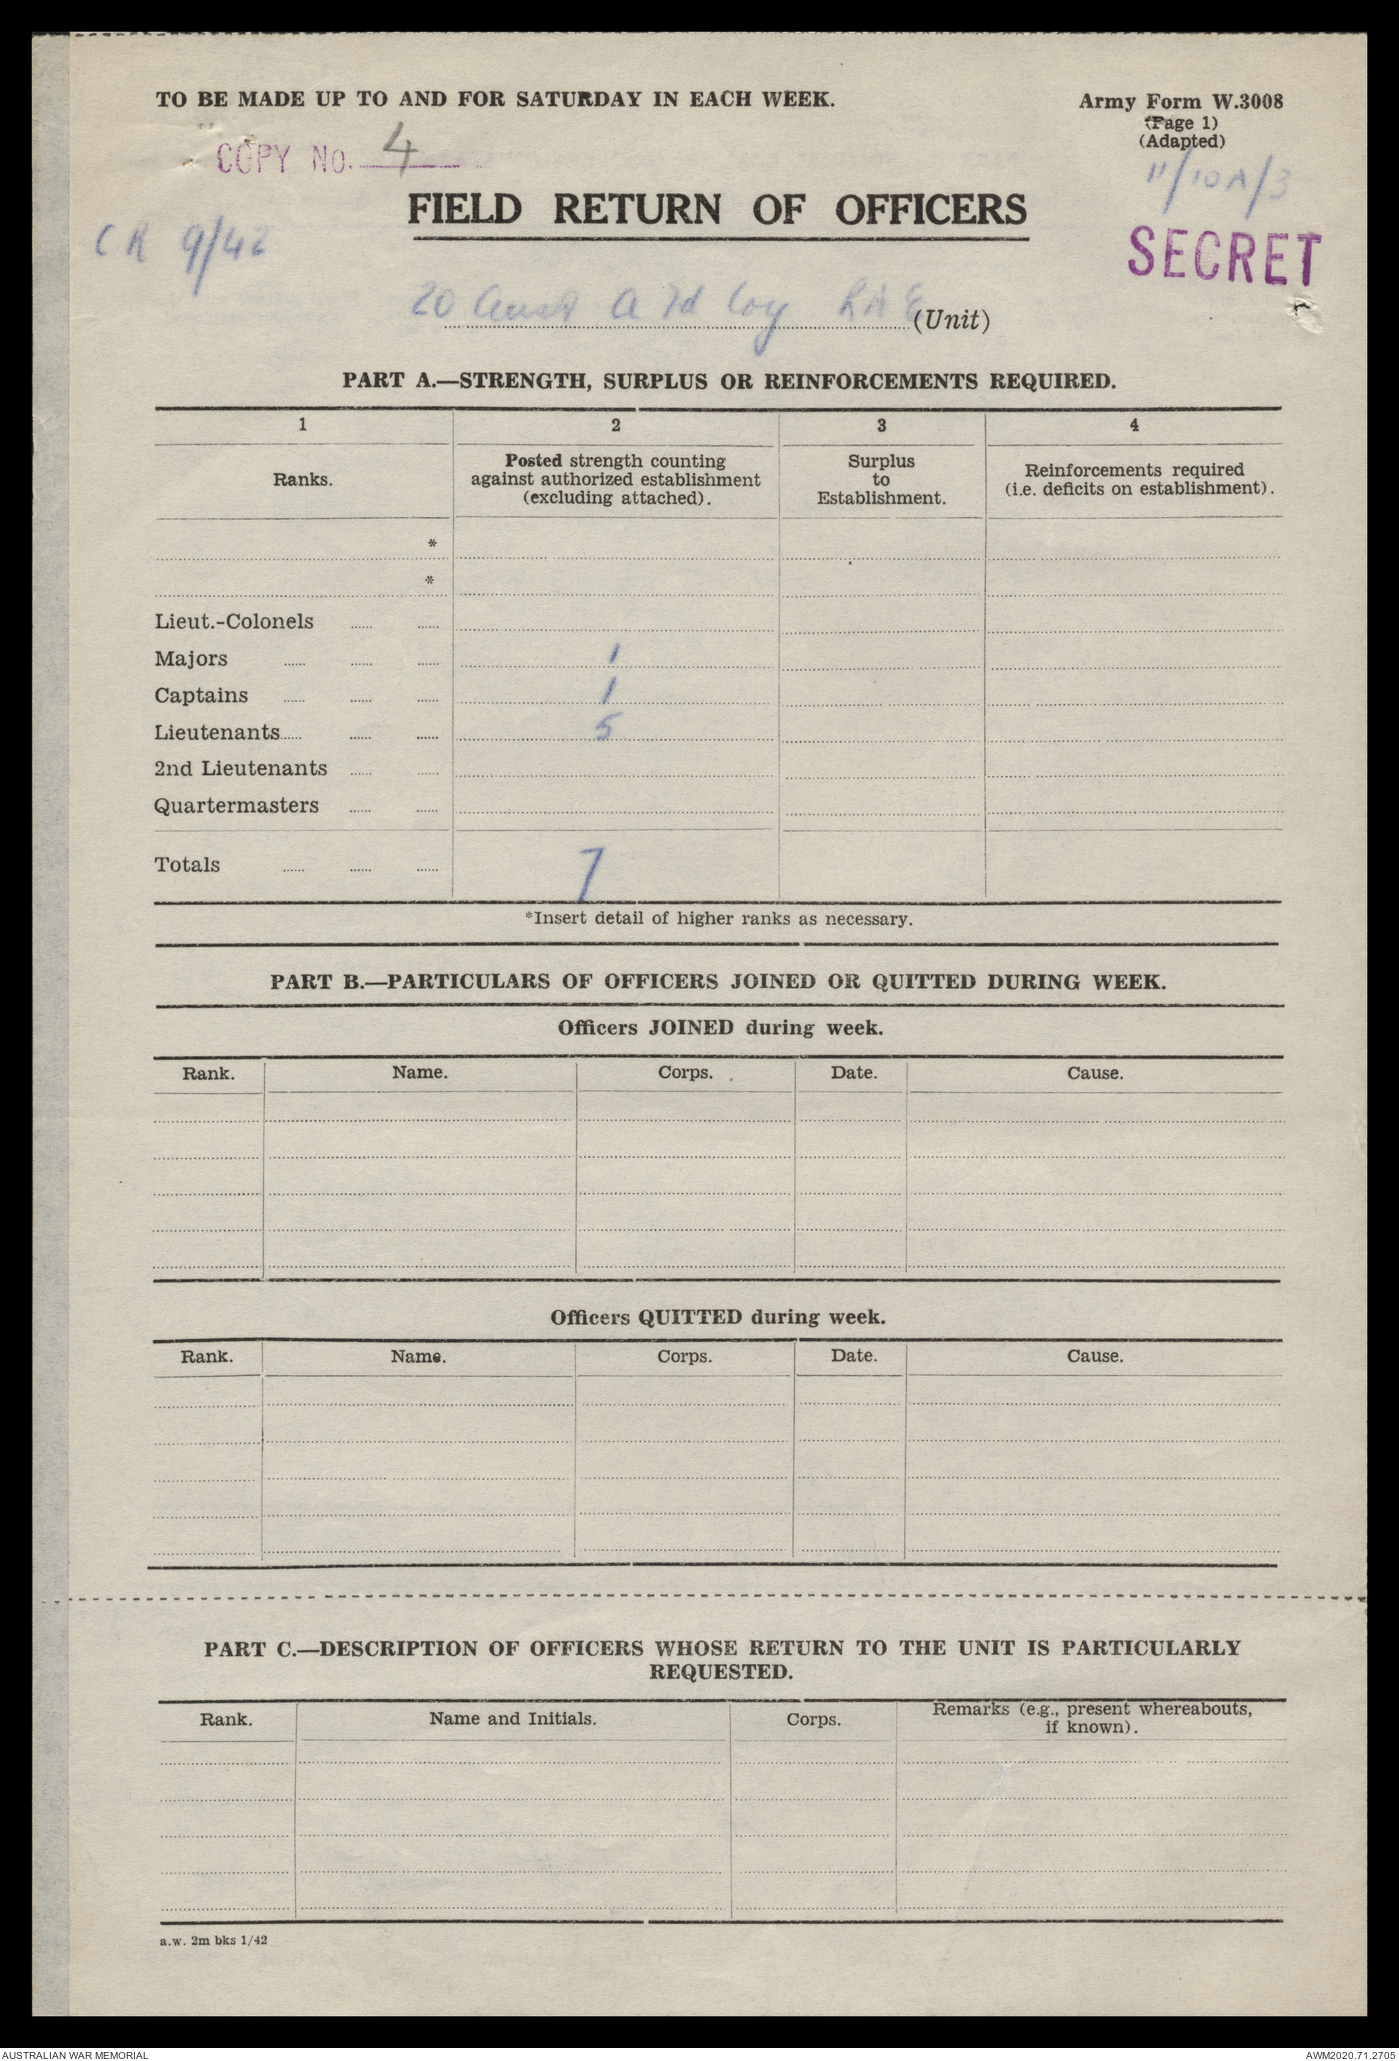 TO BE MADE UP TO AND FOR SATURDAY IN EACH WEEK.
Army Form W.3008
(Page 1)
(Adapted)
COPY No. 4
11/10A/3
FIELD RETURN OF OFFICERS
CR 9/42
SECRET
20 Aust Fd Coy RAE (Unit)
PART A.—STRENGTH, SURPLUS OR REINFORCEMENTS REQUIRED.
1 2 3 4
Ranks. Posted strength counting against authorized establishment (excluding attached). Surplus to Establishment. Reinforcements required (i.e. deficits on establishment).
*
*
Lieut.-Colonels ...... ......
Majors ...... ...... ...... 1
Captains ...... ...... ...... 1
Lieutenants...... ...... ...... 5
2nd Lieutenants ...... ......
Quartermasters ...... ......
Totals ...... ...... ...... 7
*Insert detail of higher ranks as necessary.
PART B.—PARTICULARS OF OFFICERS JOINED OR QUITTED DURING WEEK.
Officers JOINED during week.
Rank. Name. Corps. Date. Cause.
Officers QUITTED during week.
Rank. Name. Corps. Date. Cause.
PART C.—DESCRIPTION OF OFFICERS WHOSE RETURN TO THE UNIT IS PARTICULARLY
REQUESTED.
Rank. Name and Initials. Corps. Remarks (e.g., present whereabouts, if known).
a.w. 2m bks 1/42
AUSTRALIAN WAR MEMORIAL
AWM2020.71.2705